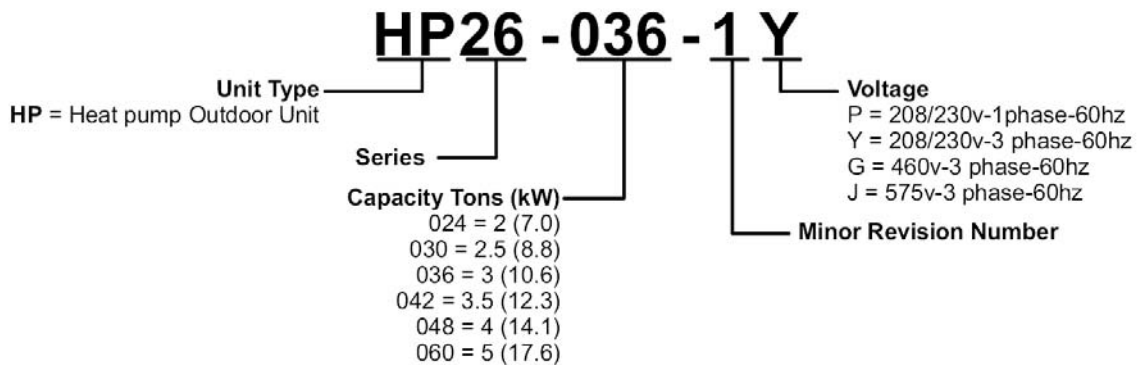 HP26 - 036 - 1 Y
Unit Type
HP = Heat pump Outdoor Unit
Series
Capacity Tons (kW)
024 = 2 (7.0)
030 = 2.5 (8.8)
036 = 3 (10.6)
042 = 3.5 (12.3)
048 = 4 (14.1)
060 = 5 (17.6)
Voltage
P = 208/230v-1phase-60hz
Y = 208/230v-3 phase-60hz
G = 460v-3 phase-60hz
J = 575v-3 phase-60hz
Minor Revision Number